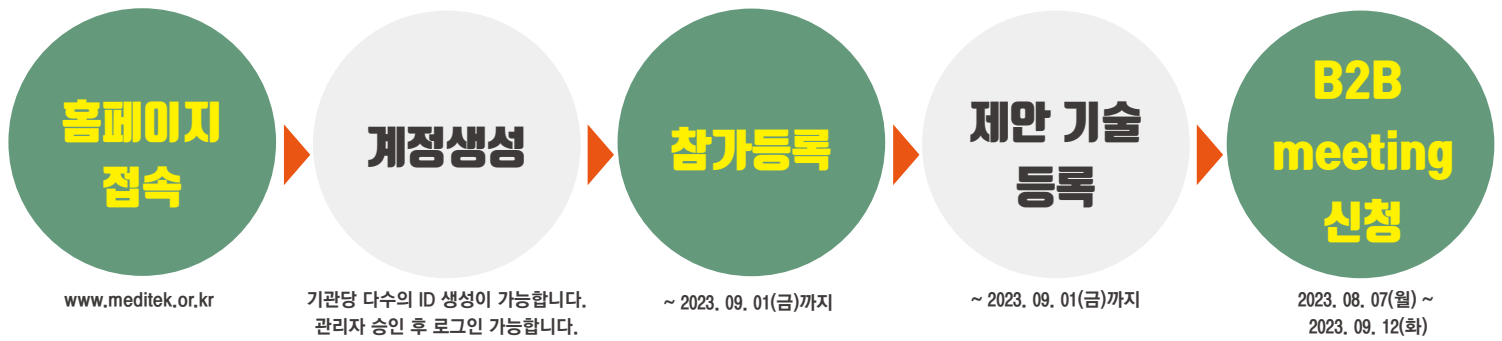 홈페이지
접속
www.meditek.or.kr
계정생성
기관당 다수의 ID 생성이 가능합니다.
관리자 승인 후 로그인 가능합니다.
참가등록
~ 2023. 09. 01(금)까지
제안 기술
등록
~ 2023. 09. 01(금)까지
B2B
meeting
신청
2023. 08. 07(월) ~
2023. 09. 12(화)